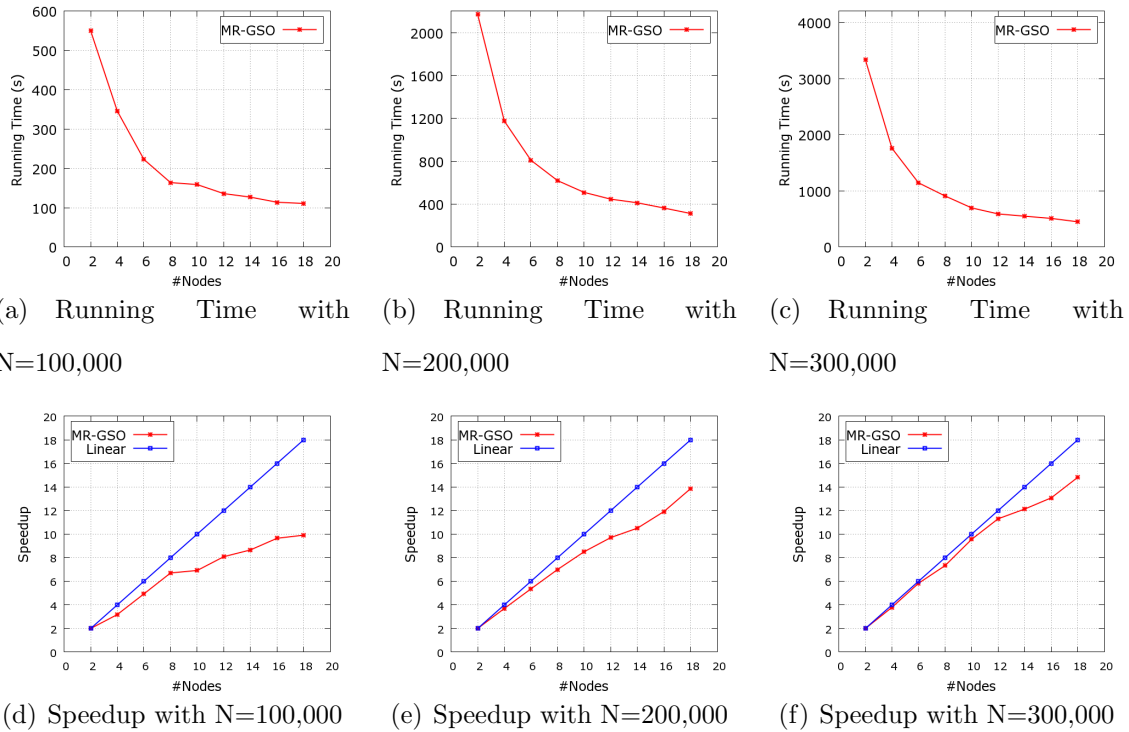 600
500
400
300
200
100
0
Running Time (s)
MR-GSO
0 2 4 6 8 10 12 14 16 18 20
#Nodes
a) Running Time with
N=100,000
2000
1600
1200
800
400
0
Running Time (s)
MR-GSO
0 2 4 6 8 10 12 14 16 18 20
#Nodes
(b) Running Time with
N=200,000
4000
3000
2000
1000
0
Running Time (s)
MR-GSO
0 2 4 6 8 10 12 14 16 18 20
#Nodes
(c) Running Time with
N=300,000
20
18
16
14
12
10
8
6
4
2
0
Speedup
MR-GSO
Linear
0 2 4 6 8 10 12 14 16 18 20
#Nodes
(d) Speedup with N=100,000
20
18
16
14
12
10
8
6
4
2
0
Speedup
MR-GSO
Linear
0 2 4 6 8 10 12 14 16 18 20
#Nodes
(e) Speedup with N=200,000
20
18
16
14
12
10
8
6
4
2
0
Speedup
MR-GSO
Linear
0 2 4 6 8 10 12 14 16 18 20
#Nodes
(f) Speedup with N=300,000